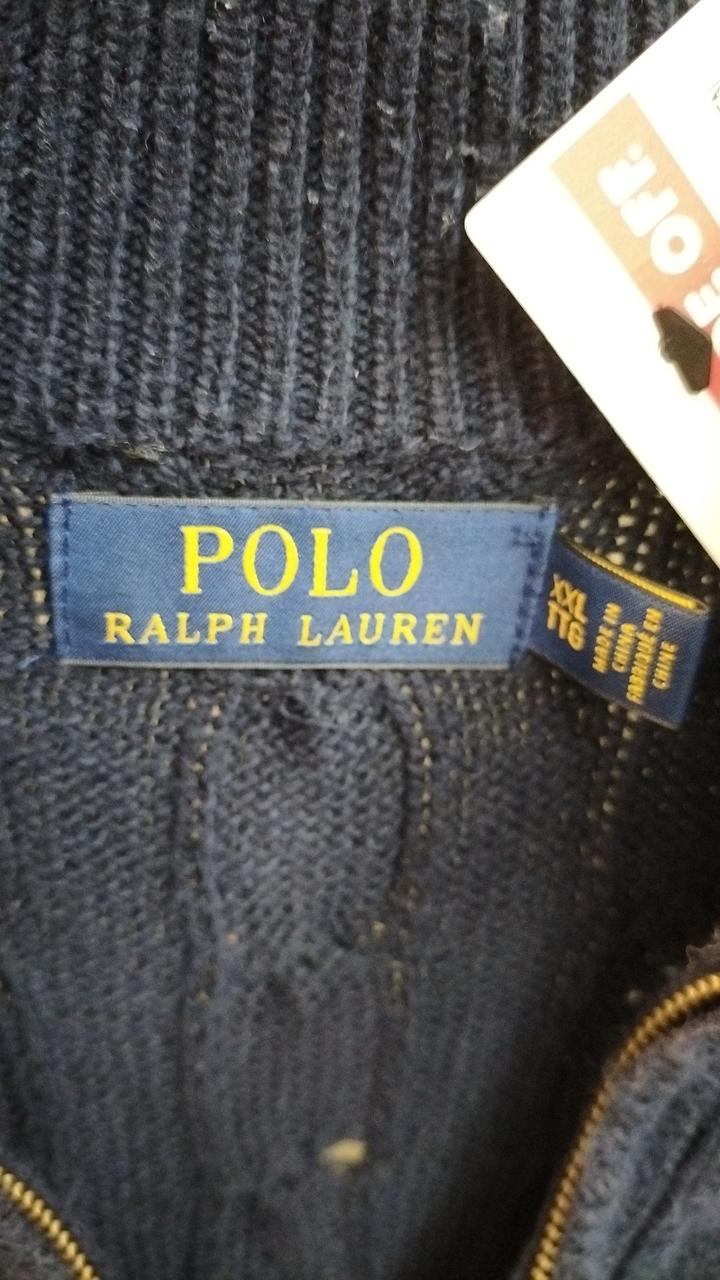 OFF.
POLO
RALPH LAUREN
XXL
TTG
MADE IN
CHINA
FABRIQUÉ EN
CHINE